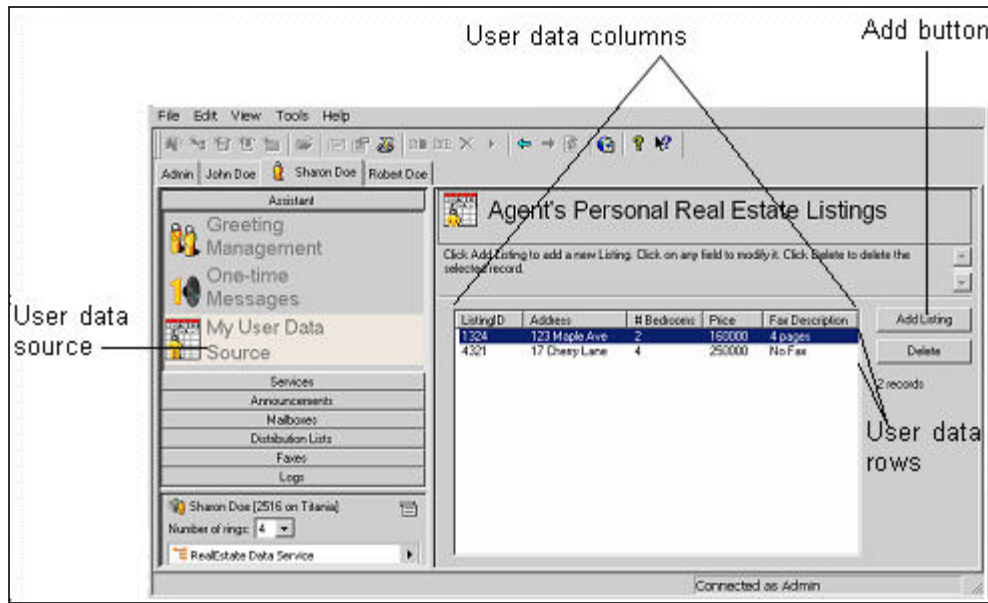 User data columns
Add button
File Edit View Tools Help
Admin John Doe Sharon Doe Robert Doe
Assistant
Greeting
Management
One-time
Messages
My User Data
Source
Services
Announcements
Mailboxes
Distribution Lists
Faxes
Logs
Sharon Doe [2516 on Titania]
Number of rings: 4
RealEstate Data Service
User data
source
Agent's Personal Real Estate Listings
Click Add Listing to add a new Listing. Click on any field to modify it. Click Delete to delete the
selected record.
ListingID Address # Bedrooms Price Fax Description
1324 123 Maple Ave 2 160000 4 pages
4321 17 Cherry Lane 4 250000 No Fax
Add Listing
Delete
2 records
User data
rows
Connected as Admin